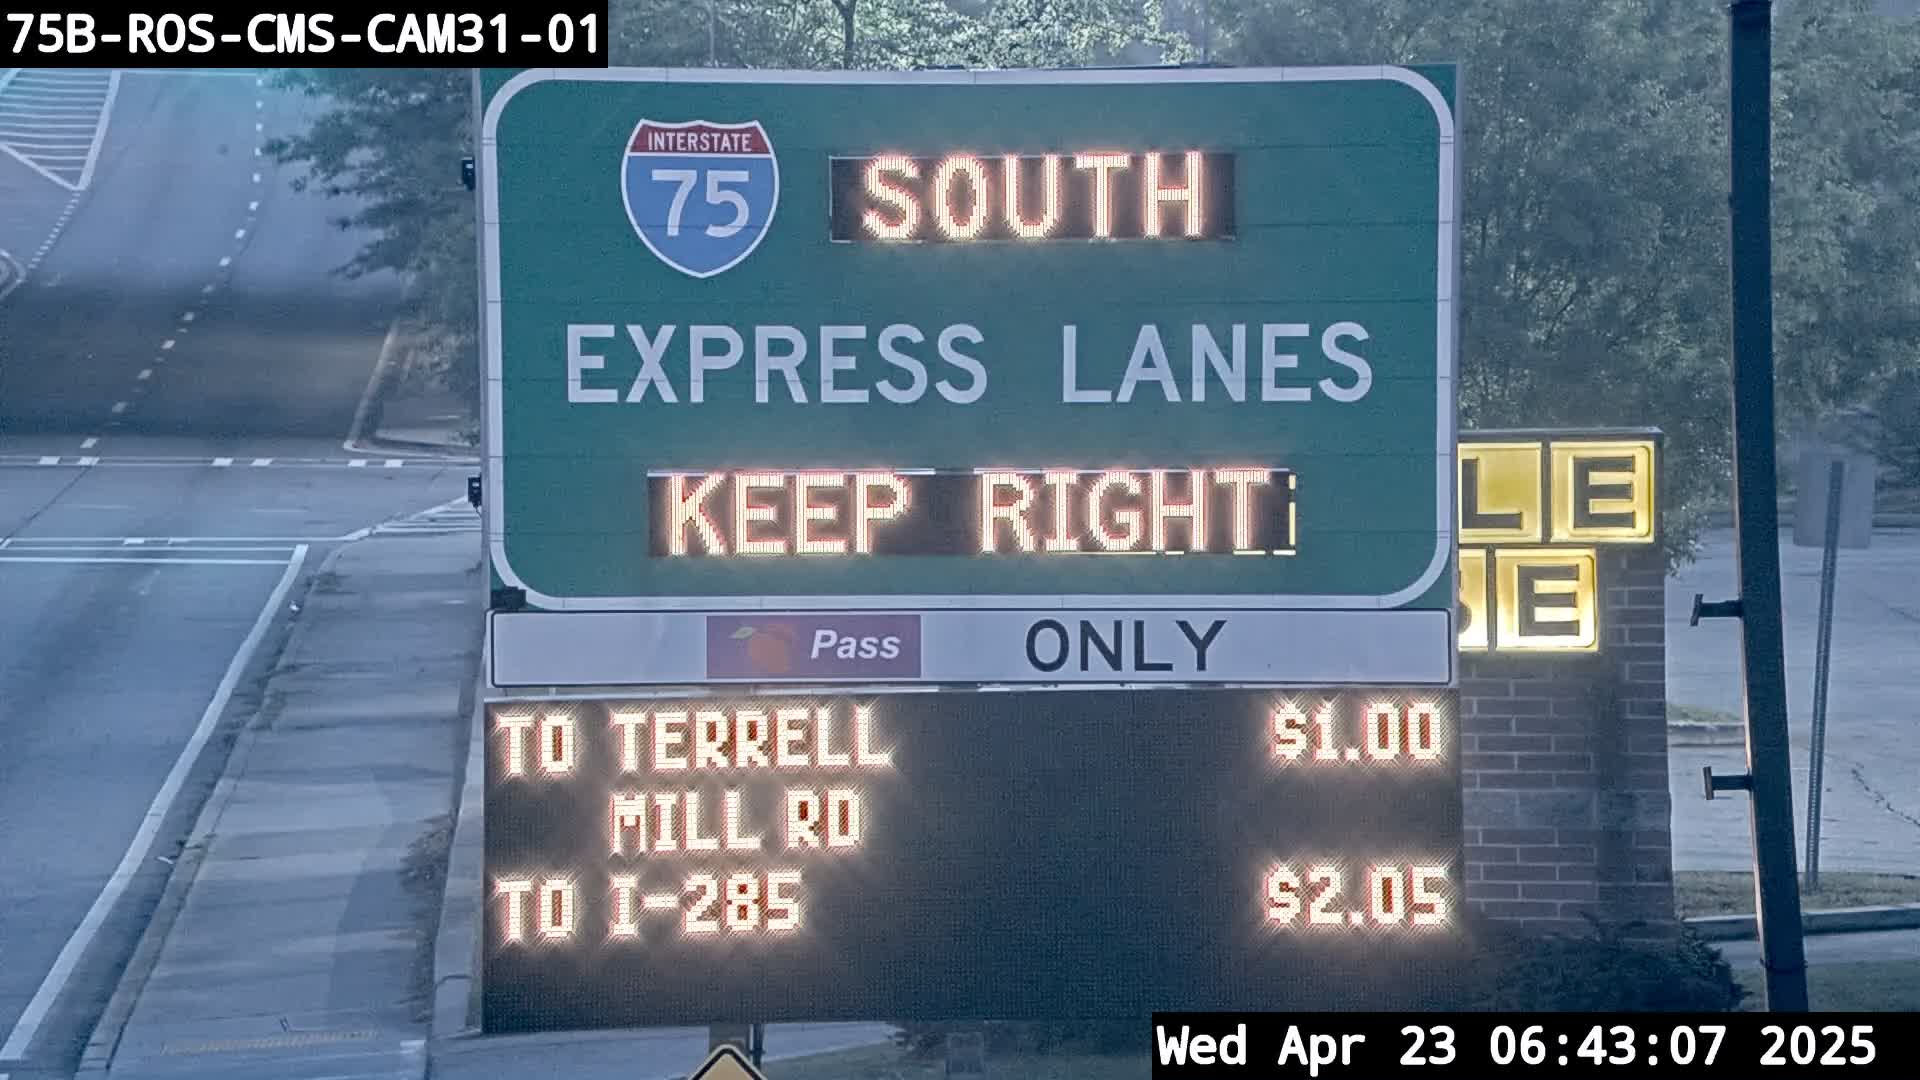 75B-ROS-CMS-CAM31-01
INTERSTATE
75
SOUTH
EXPRESS LANES
KEEP RIGHT
Pass ONLY
LE
E
TO TERRELL $1.00
MILL RD
TO I-285 $2.05
Wed Apr 23 06:43:07 2025